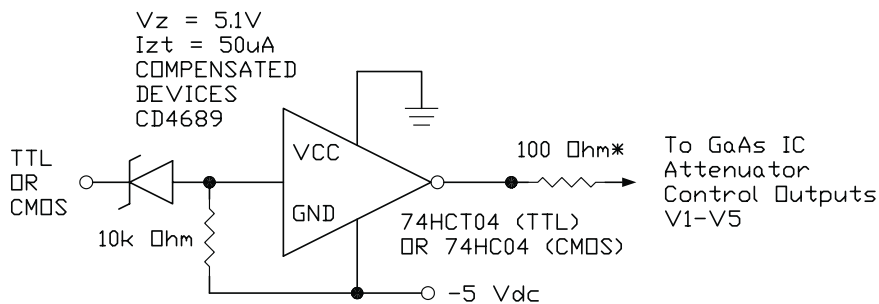 Vz = 5.1V
Izt = 50uA
COMPENSATED
DEVICES
CD4689
TTL
OR
CMOS
10k Ohm
VCC
GND
100 Ohm*
74HCT04 (TTL)
OR 74HC04 (CMOS)
-5 Vdc
To GaAs IC
Attenuator
Control Outputs
V1-V5